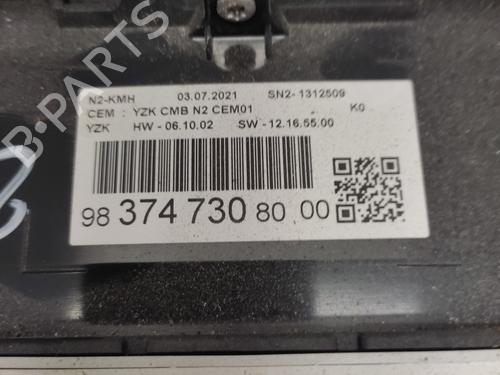 N2-KMH 03.07.2021 SN2-1312509
CEM : YZK CMB N2 CEM01 K0
YZK HW - 06.10.02 SW - 12.16.55.00
98 374 730 80 00
B-PARTS